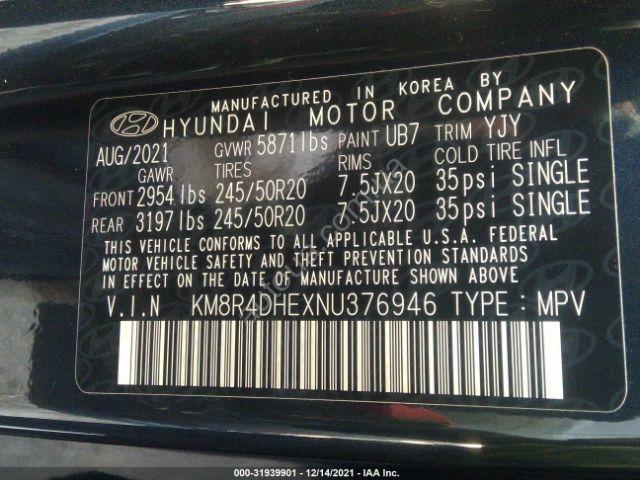 MANUFACTURED IN KOREA BY
HYUNDAI MOTOR COMPANY
AUG/2021 GVWR 5871lbs PAINT UB7 TRIM YJY
GAWR TIRES RIMS COLD TIRE INFL
FRONT 2954lbs 245/50R20 7.5JX20 35psi SINGLE
REAR 3197lbs 245/50R20 7.5JX20 35psi SINGLE
THIS VEHICLE CONFORMS TO ALL APPLICABLE U.S.A. FEDERAL
MOTOR VEHICLE SAFETY AND THEFT PREVENTION STANDARDS
IN EFFECT ON THE DATE OF MANUFACTURE SHOWN ABOVE.
V.I.N KM8R4DHEXNU376946 TYPE : MPV
000-31939901 - 12/14/2021 - IAA Inc.